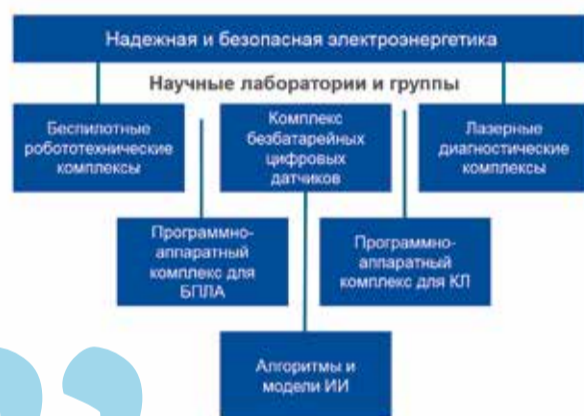 Надежная и безопасная электроэнергетика
Научные лаборатории и группы
Беспилотные
робототехнические
комплексы
Комплекс
безбатарейных
цифровых
датчиков
Лазерные
диагностические
комплексы
Программно-
аппаратный
комплекс для
БПЛА
Программно-
аппаратный
комплекс для КЛ
Алгоритмы и
модели ИИ